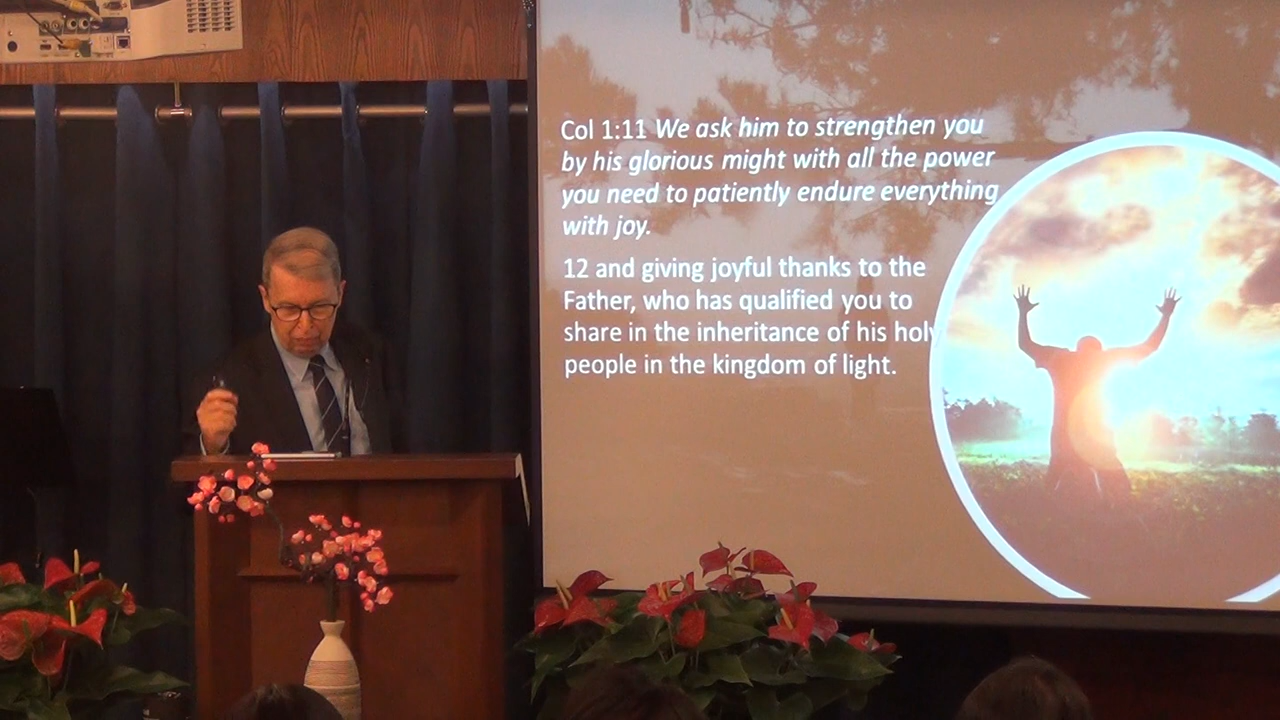 Col 1:11 We ask him to strengthen you
by his glorious might with all the power
you need to patiently endure everything
with joy.
12 and giving joyful thanks to the
Father, who has qualified you to
share in the inheritance of his holy
people in the kingdom of light.